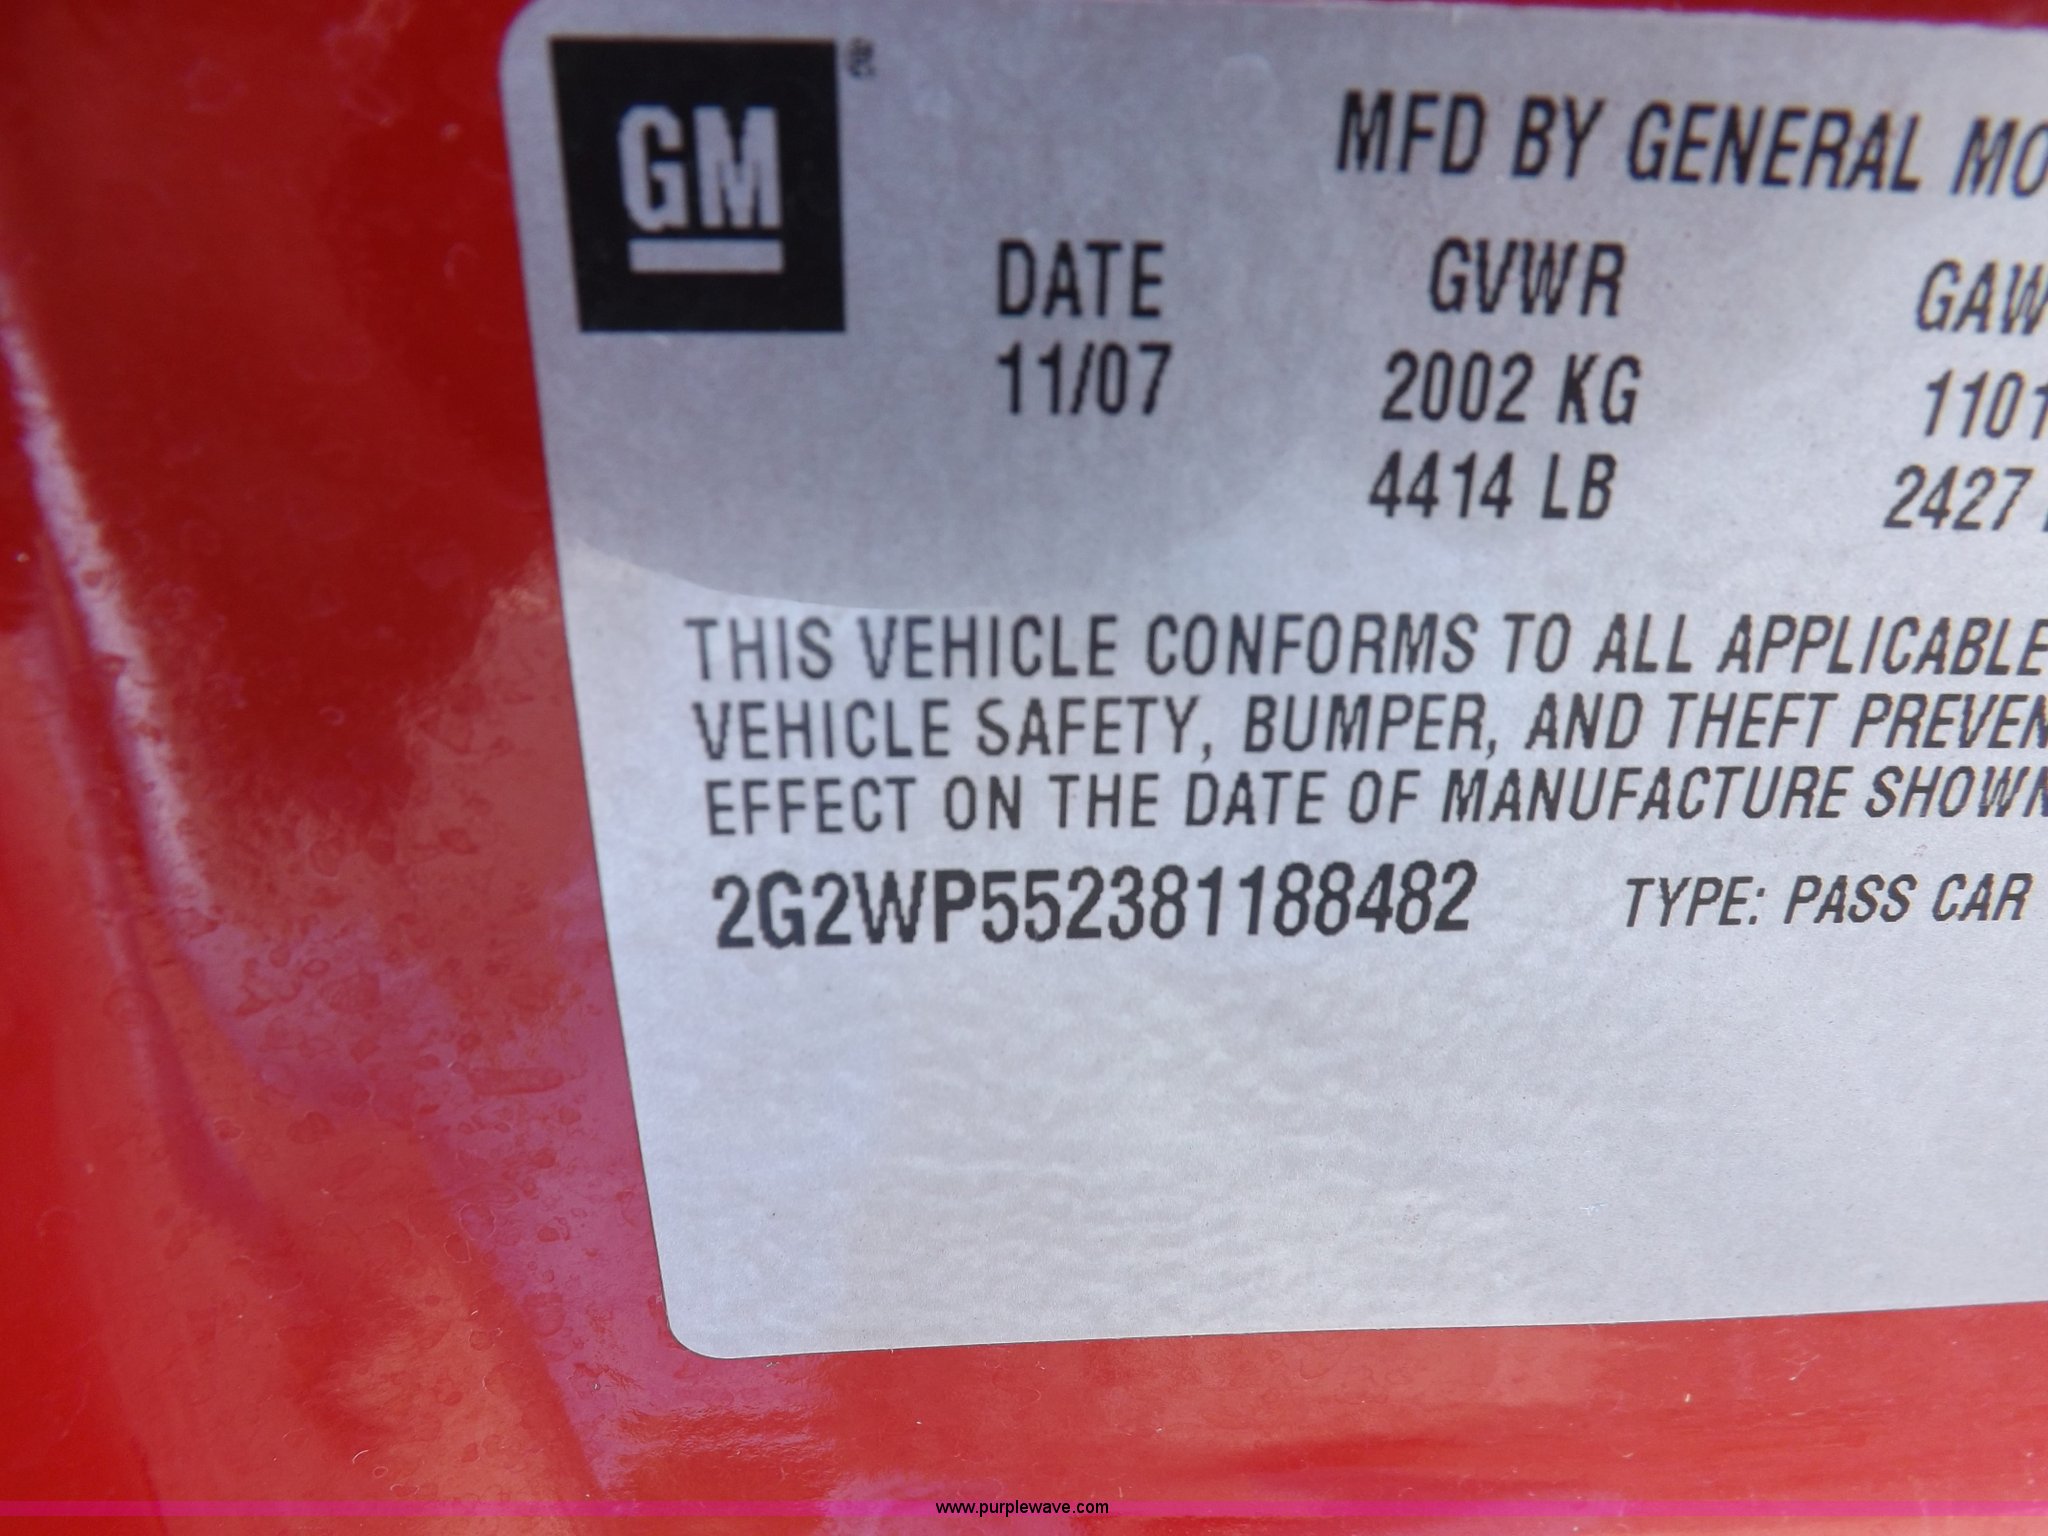 GM
MFD BY GENERAL MO
DATE GVWR GAW
11/07 2002 KG 1101
4414 LB 2427
THIS VEHICLE CONFORMS TO ALL APPLICABLE
VEHICLE SAFETY, BUMPER, AND THEFT PREVEN
EFFECT ON THE DATE OF MANUFACTURE SHOWN
2G2WP552381188482 TYPE: PASS CAR
www.purplewave.com